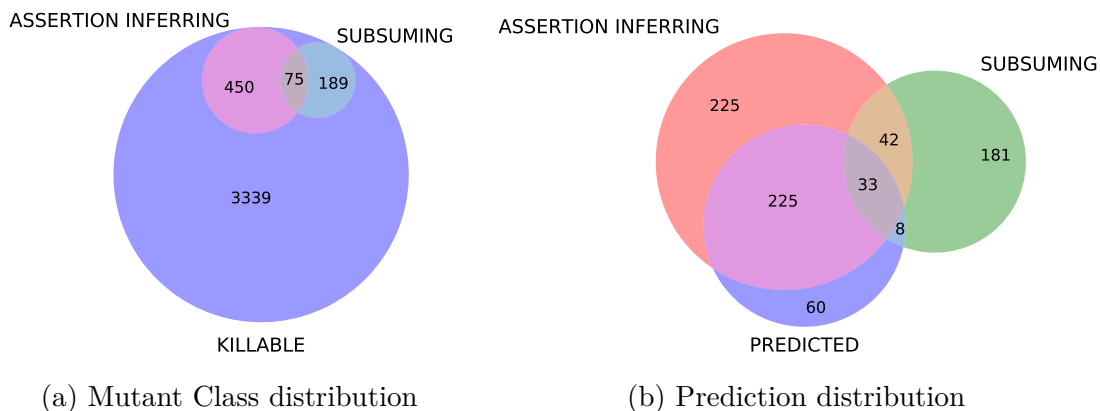 ASSERTION INFERRING
SUBSUMING
450
75
189
3339
KILLABLE
(a) Mutant Class distribution
ASSERTION INFERRING
SUBSUMING
225
42
181
33
225
8
60
PREDICTED
(b) Prediction distribution